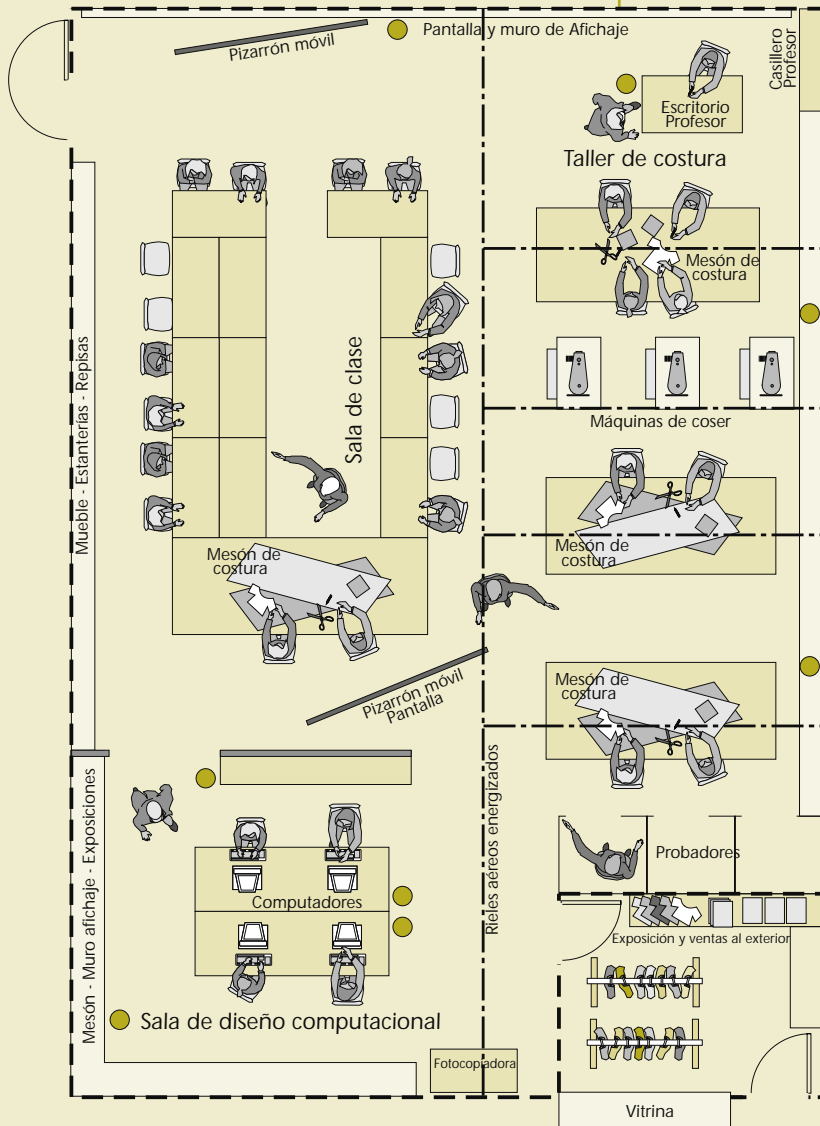 Pantalla y muro de Afichaje
Pizarrón móvil
Casillero
Profesor
Escritorio
Profesor
Taller de costura
Mesón de
costura
Mueble - Estanterías - Repisas
Sala de clase
Máquinas de coser
Mesón de
costura
Mesón de
costura
Mesón de
costura
Pizarrón móvil
Pantalla
Rieles aéreos energizados
Mesón - Muro afichaje - Exposiciones
Computadores
Probadores
Exposición y ventas al exterior
Sala de diseño computacional
Fotocopiadora
Vitrina